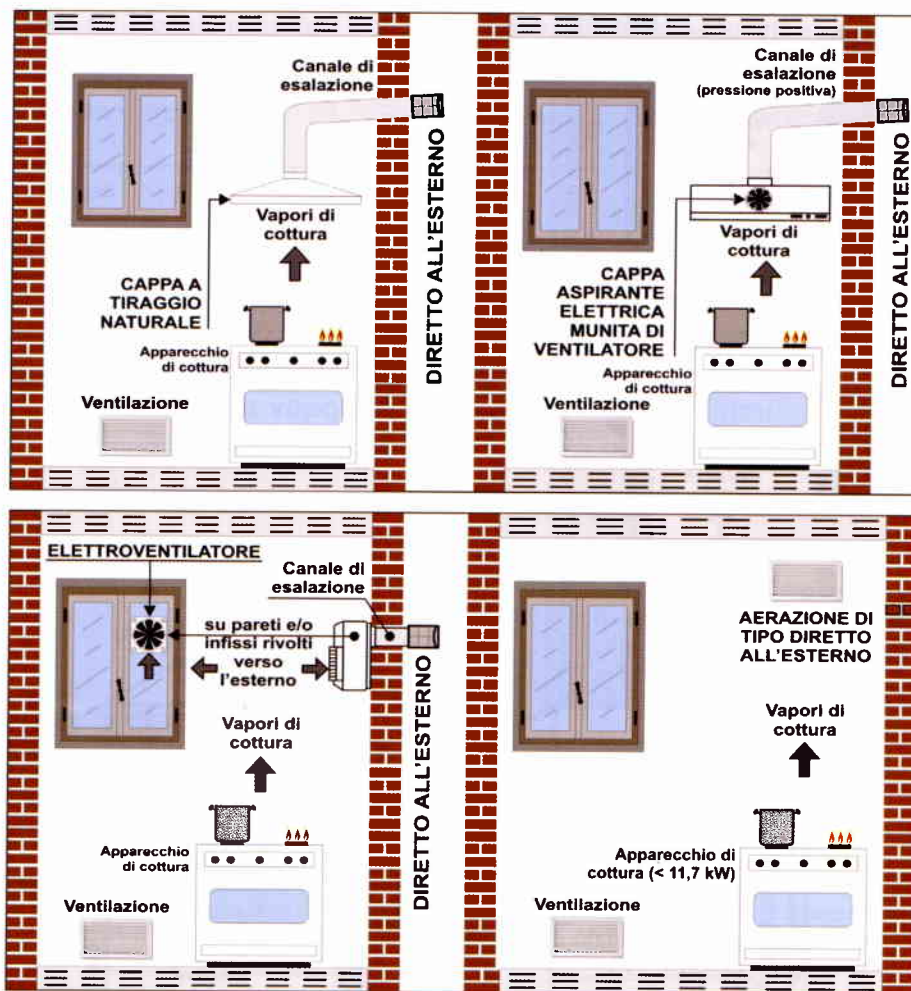 Canale di
esalazione
Vapori di
cottura
CAPPA A
TIRAGGIO
NATURALE
Apparecchio
di cottura
Ventilazione
DIRETTO ALL'ESTERNO
Canale di
esalazione
(pressione positiva)
Vapori di
cottura
CAPPA
ASPIRANTE
ELETTRICA
MUNITA DI
VENTILATORE
Apparecchio
di cottura
Ventilazione
DIRETTO ALL'ESTERNO
ELETTROVENTILATORE
Canale di
esalazione
su pareti e/o
infissi rivolti
verso
l'esterno
Vapori di
cottura
Apparecchio
di cottura
Ventilazione
DIRETTO ALL'ESTERNO
AERAZIONE DI
TIPO DIRETTO
ALL'ESTERNO
Vapori di
cottura
Apparecchio di
cottura (< 11,7 kW)
Ventilazione